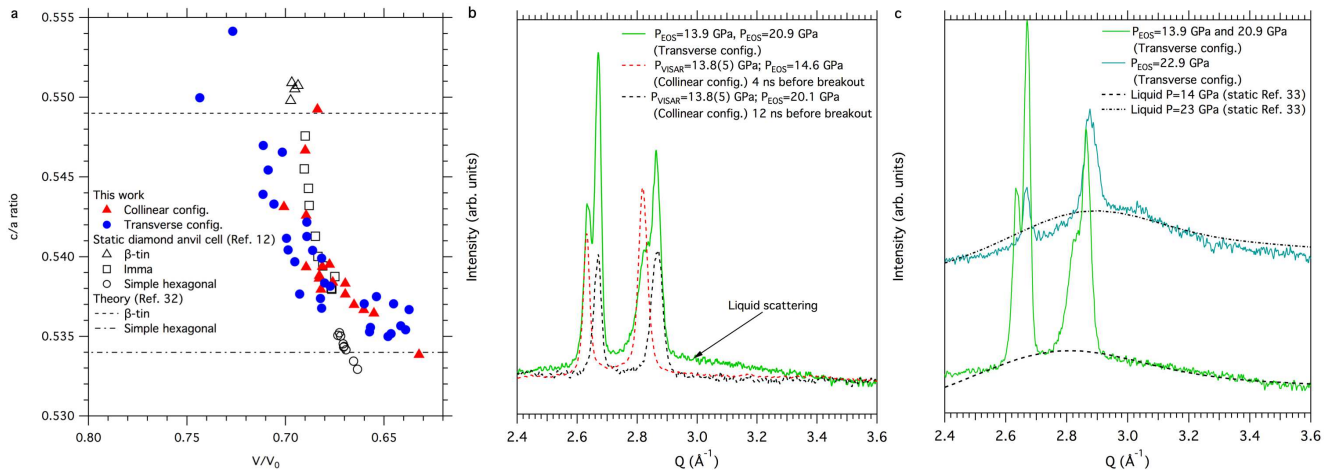 a
0.555
0.550
0.545
0.540
0.535
0.530
c/a ratio
This work
Collinear config.
Transverse config.
Static diamond anvil cell (Ref. 12)
β-tin
Imma
Simple hexagonal
Theory (Ref. 32)
β-tin
Simple hexagonal
0.80
0.75
0.70
0.65
V/V₀
b
P_EOS=13.9 GPa, P_EOS=20.9 GPa
(Transverse config.)
P_VISAR=13.8(5) GPa; P_EOS=14.6 GPa
(Collinear config.) 4 ns before breakout
P_VISAR=13.8(5) GPa; P_EOS=20.1 GPa
(Collinear config.) 12 ns before breakout
Liquid scattering
Intensity (arb. units)
2.4
2.6
2.8
3.0
3.2
3.4
3.6
Q (Å⁻¹)
c
P_EOS=13.9 GPa and 20.9 GPa
(Transverse config.)
P_EOS=22.9 GPa
(Transverse config.)
Liquid P=14 GPa (static Ref. 33)
Liquid P=23 GPa (static Ref. 33)
Intensity (arb. units)
2.4
2.6
2.8
3.0
3.2
3.4
3.6
Q (Å⁻¹)